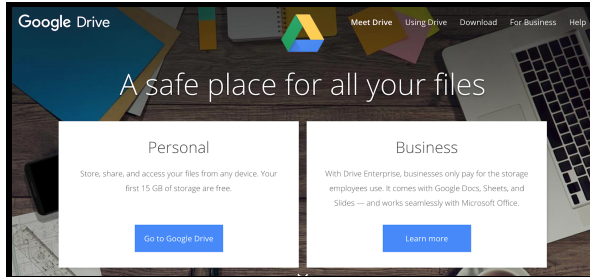 Google Drive
Meet Drive Using Drive Download For Business Help
A safe place for all your files
Personal
Store, share, and access your files from any device. Your
first 15 GB of storage are free.
Go to Google Drive
Business
With Drive Enterprise, businesses only pay for the storage
employees use. It comes with Google Docs, Sheets, and
Slides — and works seamlessly with Microsoft Office.
Learn more